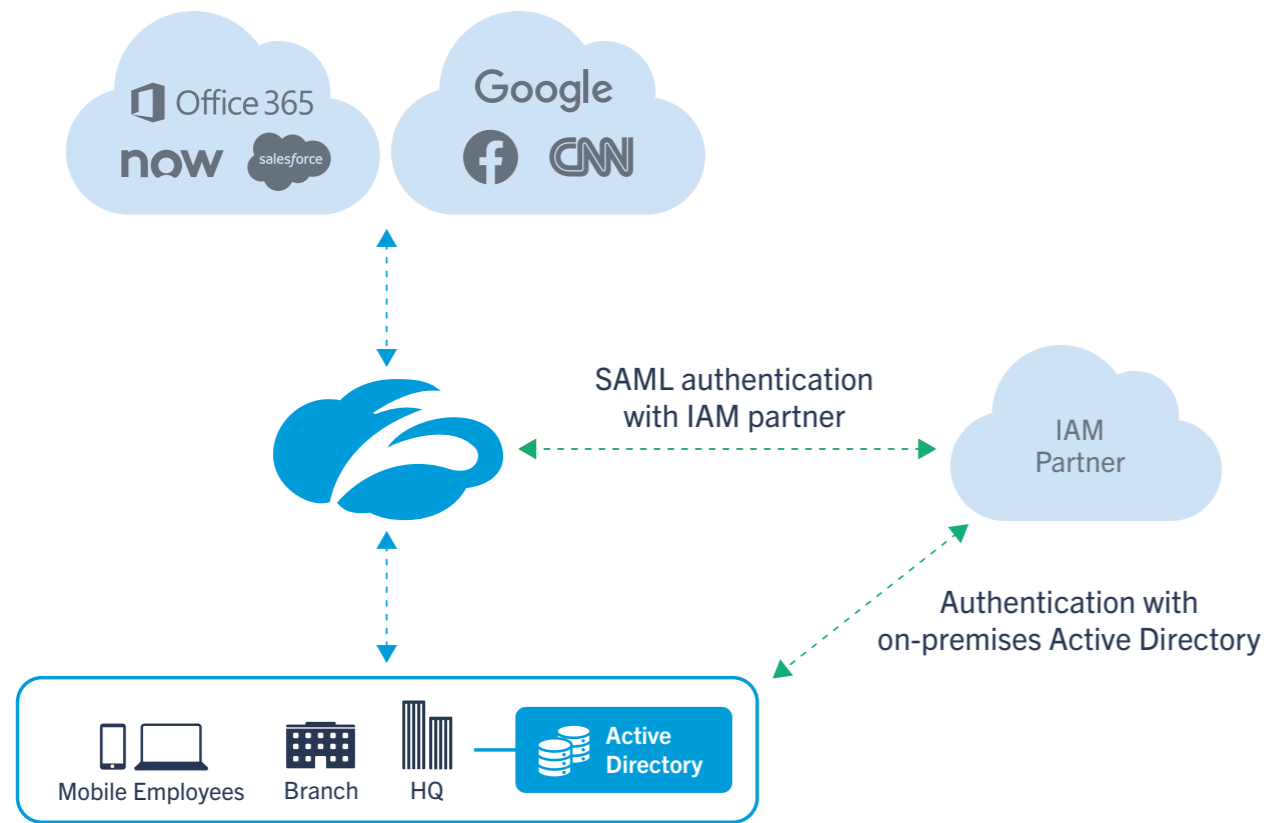 Office 365
now
salesforce
Google
CNN
SAML authentication
with IAM partner
IAM
Partner
Authentication with
on-premises Active Directory
Active
Directory
Mobile Employees
Branch
HQ